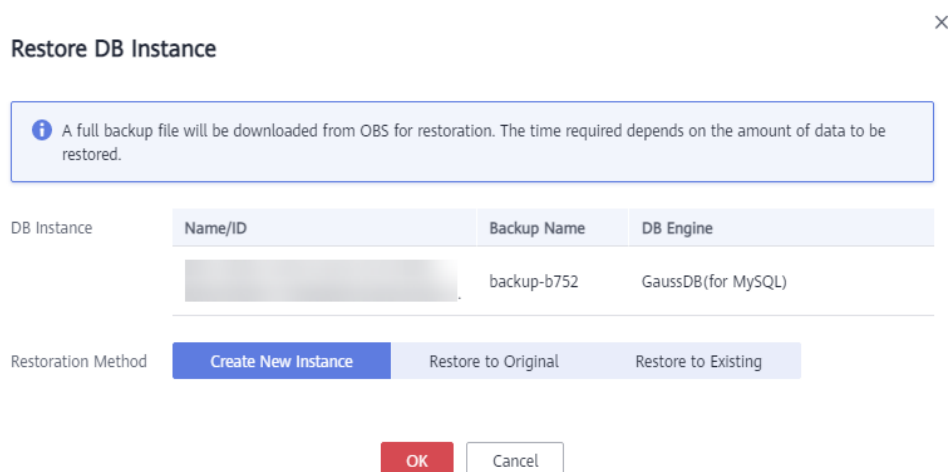 Restore DB Instance
A full backup file will be downloaded from OBS for restoration. The time required depends on the amount of data to be
restored.
DB Instance Name/ID Backup Name DB Engine
backup-b752 GaussDB(for MySQL)
Restoration Method Create New Instance Restore to Original Restore to Existing
OK Cancel